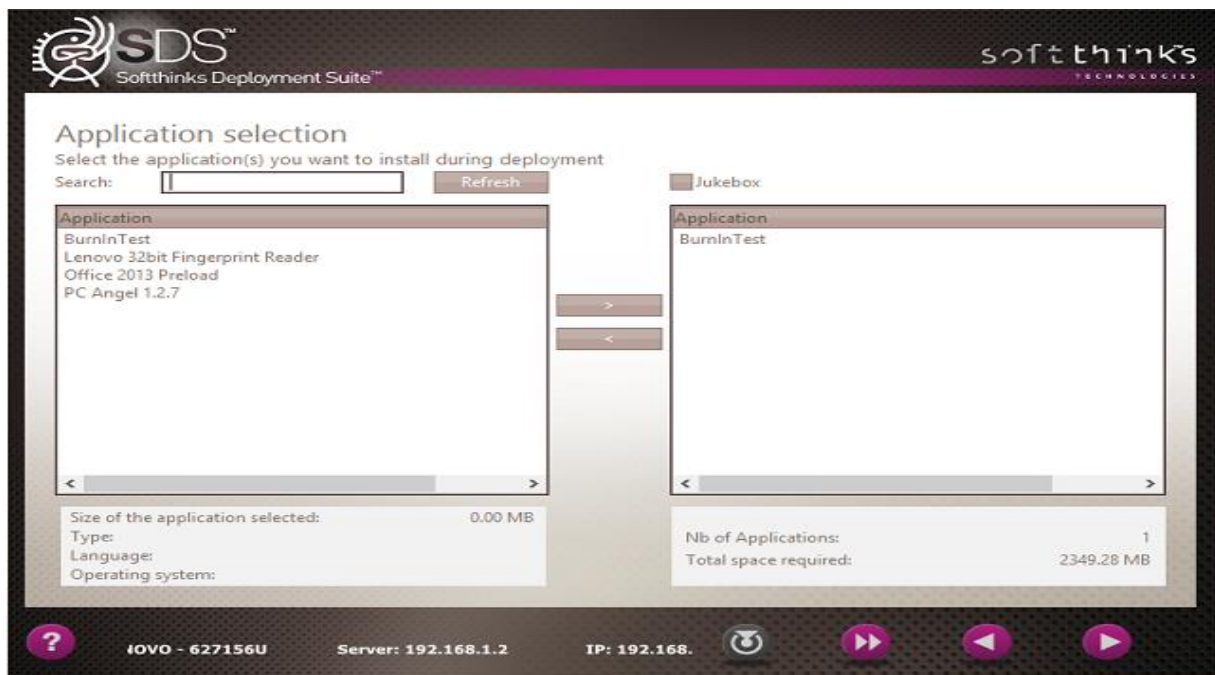 SDS™
Softthinks Deployment Suite™
softthinks
TECHNOLOGIES
Application selection
Select the application(s) you want to install during deployment
Search:
Refresh
Jukebox
Application
BurnInTest
Lenovo 32bit Fingerprint Reader
Office 2013 Preload
PC Angel 1.2.7
>
<
Application
BurnInTest
< >
< >
Size of the application selected: 0.00 MB
Type:
Language:
Operating system:
Nb of Applications: 1
Total space required: 2349.28 MB
? IOVO - 627156U Server: 192.168.1.2 IP: 192.168.